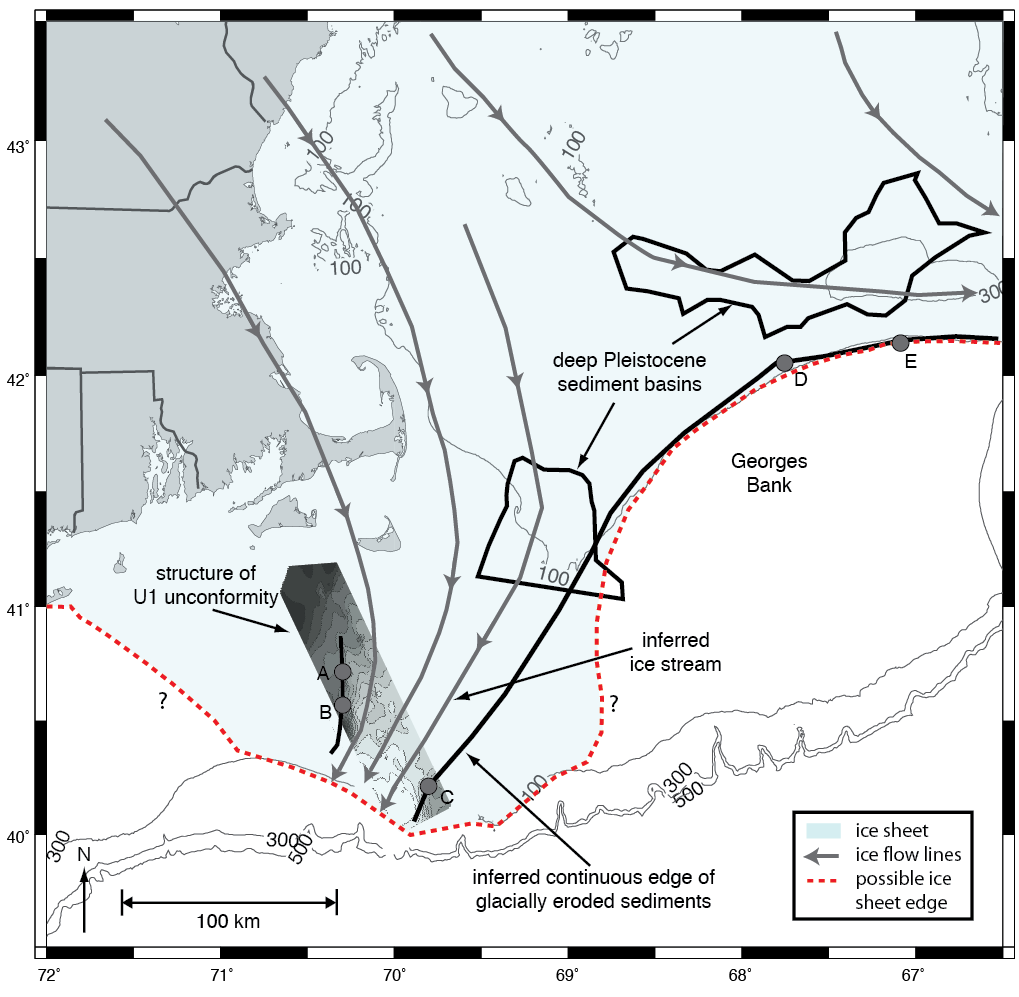 100
100
100
100
43˚
300
deep Pleistocene
sediment basins
42˚
D
E
Georges
Bank
100
structure of
U1 unconformity
41˚
inferred
ice stream
A
B
?
?
C
100
300
500
300
300
500
40˚
N
100 km
inferred continuous edge of
glacially eroded sediments
ice sheet
ice flow lines
possible ice
sheet edge
72˚
71˚
70˚
69˚
68˚
67˚